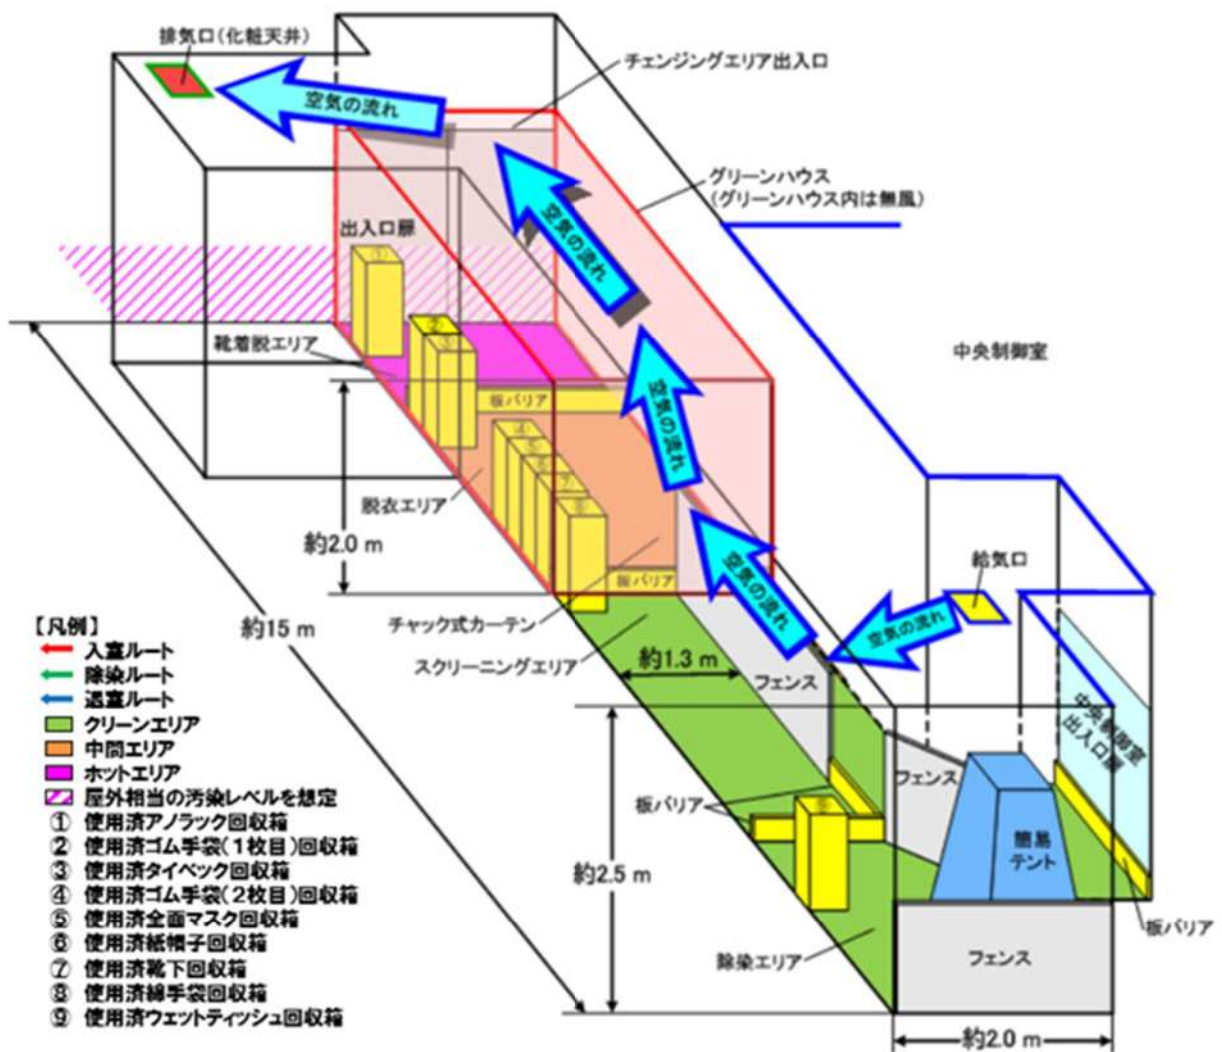 排気口(化粧天井)
チェンジングエリア出入口
空気の流れ
グリーンハウス
(グリーンハウス内は無風)
空気の流れ
出入口扉
①
②
③
靴着脱エリア
中央制御室
空気の流れ
板バリア
④
⑤
⑥
⑦
⑧
脱衣エリア
約2.0 m
空気の流れ
給気口
板バリア
空気の流れ
【凡例】
約15 m
チャック式カーテン
スクリーニングエリア
約1.3 m
フェンス
中央制御室
出入口扉
入室ルート
除染ルート
退室ルート
クリーンエリア
中間エリア
ホットエリア
屋外相当の汚染レベルを想定
① 使用済アノラック回収箱
② 使用済ゴム手袋(1枚目)回収箱
③ 使用済タイベック回収箱
④ 使用済ゴム手袋(2枚目)回収箱
⑤ 使用済全面マスク回収箱
⑥ 使用済紙帽子回収箱
⑦ 使用済靴下回収箱
⑧ 使用済綿手袋回収箱
⑨ 使用済ウェットティッシュ回収箱
フェンス
板バリア
⑨
簡易
テント
約2.5 m
板バリア
除染エリア
フェンス
約2.0 m